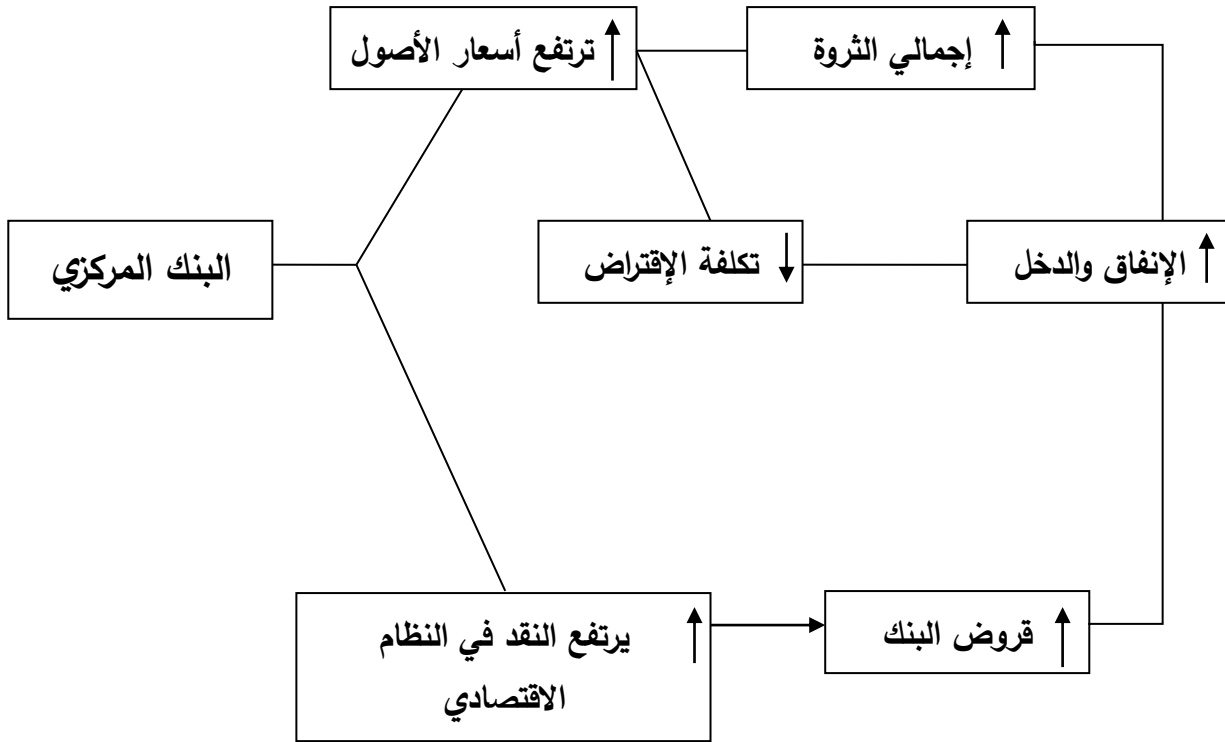 ترتفع أسعار الأصول
إجمالي الثروة
البنك المركزي
تكلفة الإقتراض
الإنفاق والدخل
يرتفع النقد في النظام
الاقتصادي
قروض البنك